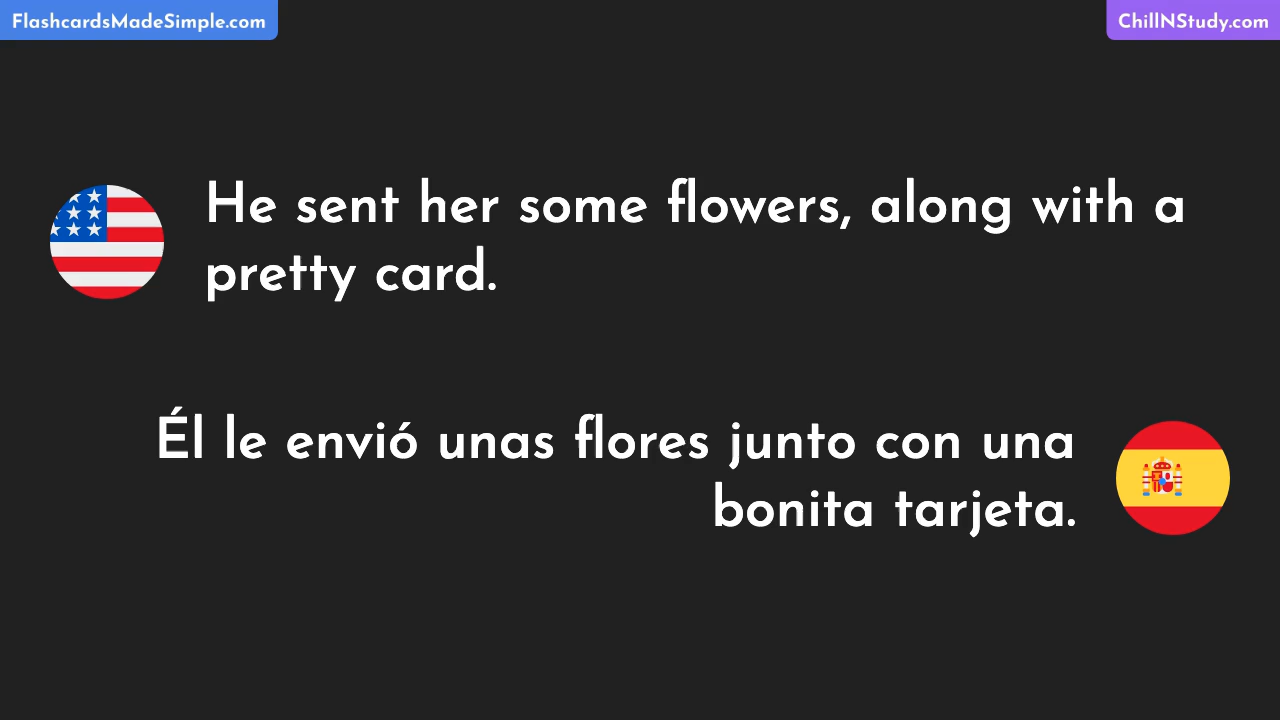 FlashcardsMadeSimple.com
ChillNStudy.com
He sent her some flowers, along with a
pretty card.
Él le envió unas flores junto con una
bonita tarjeta.